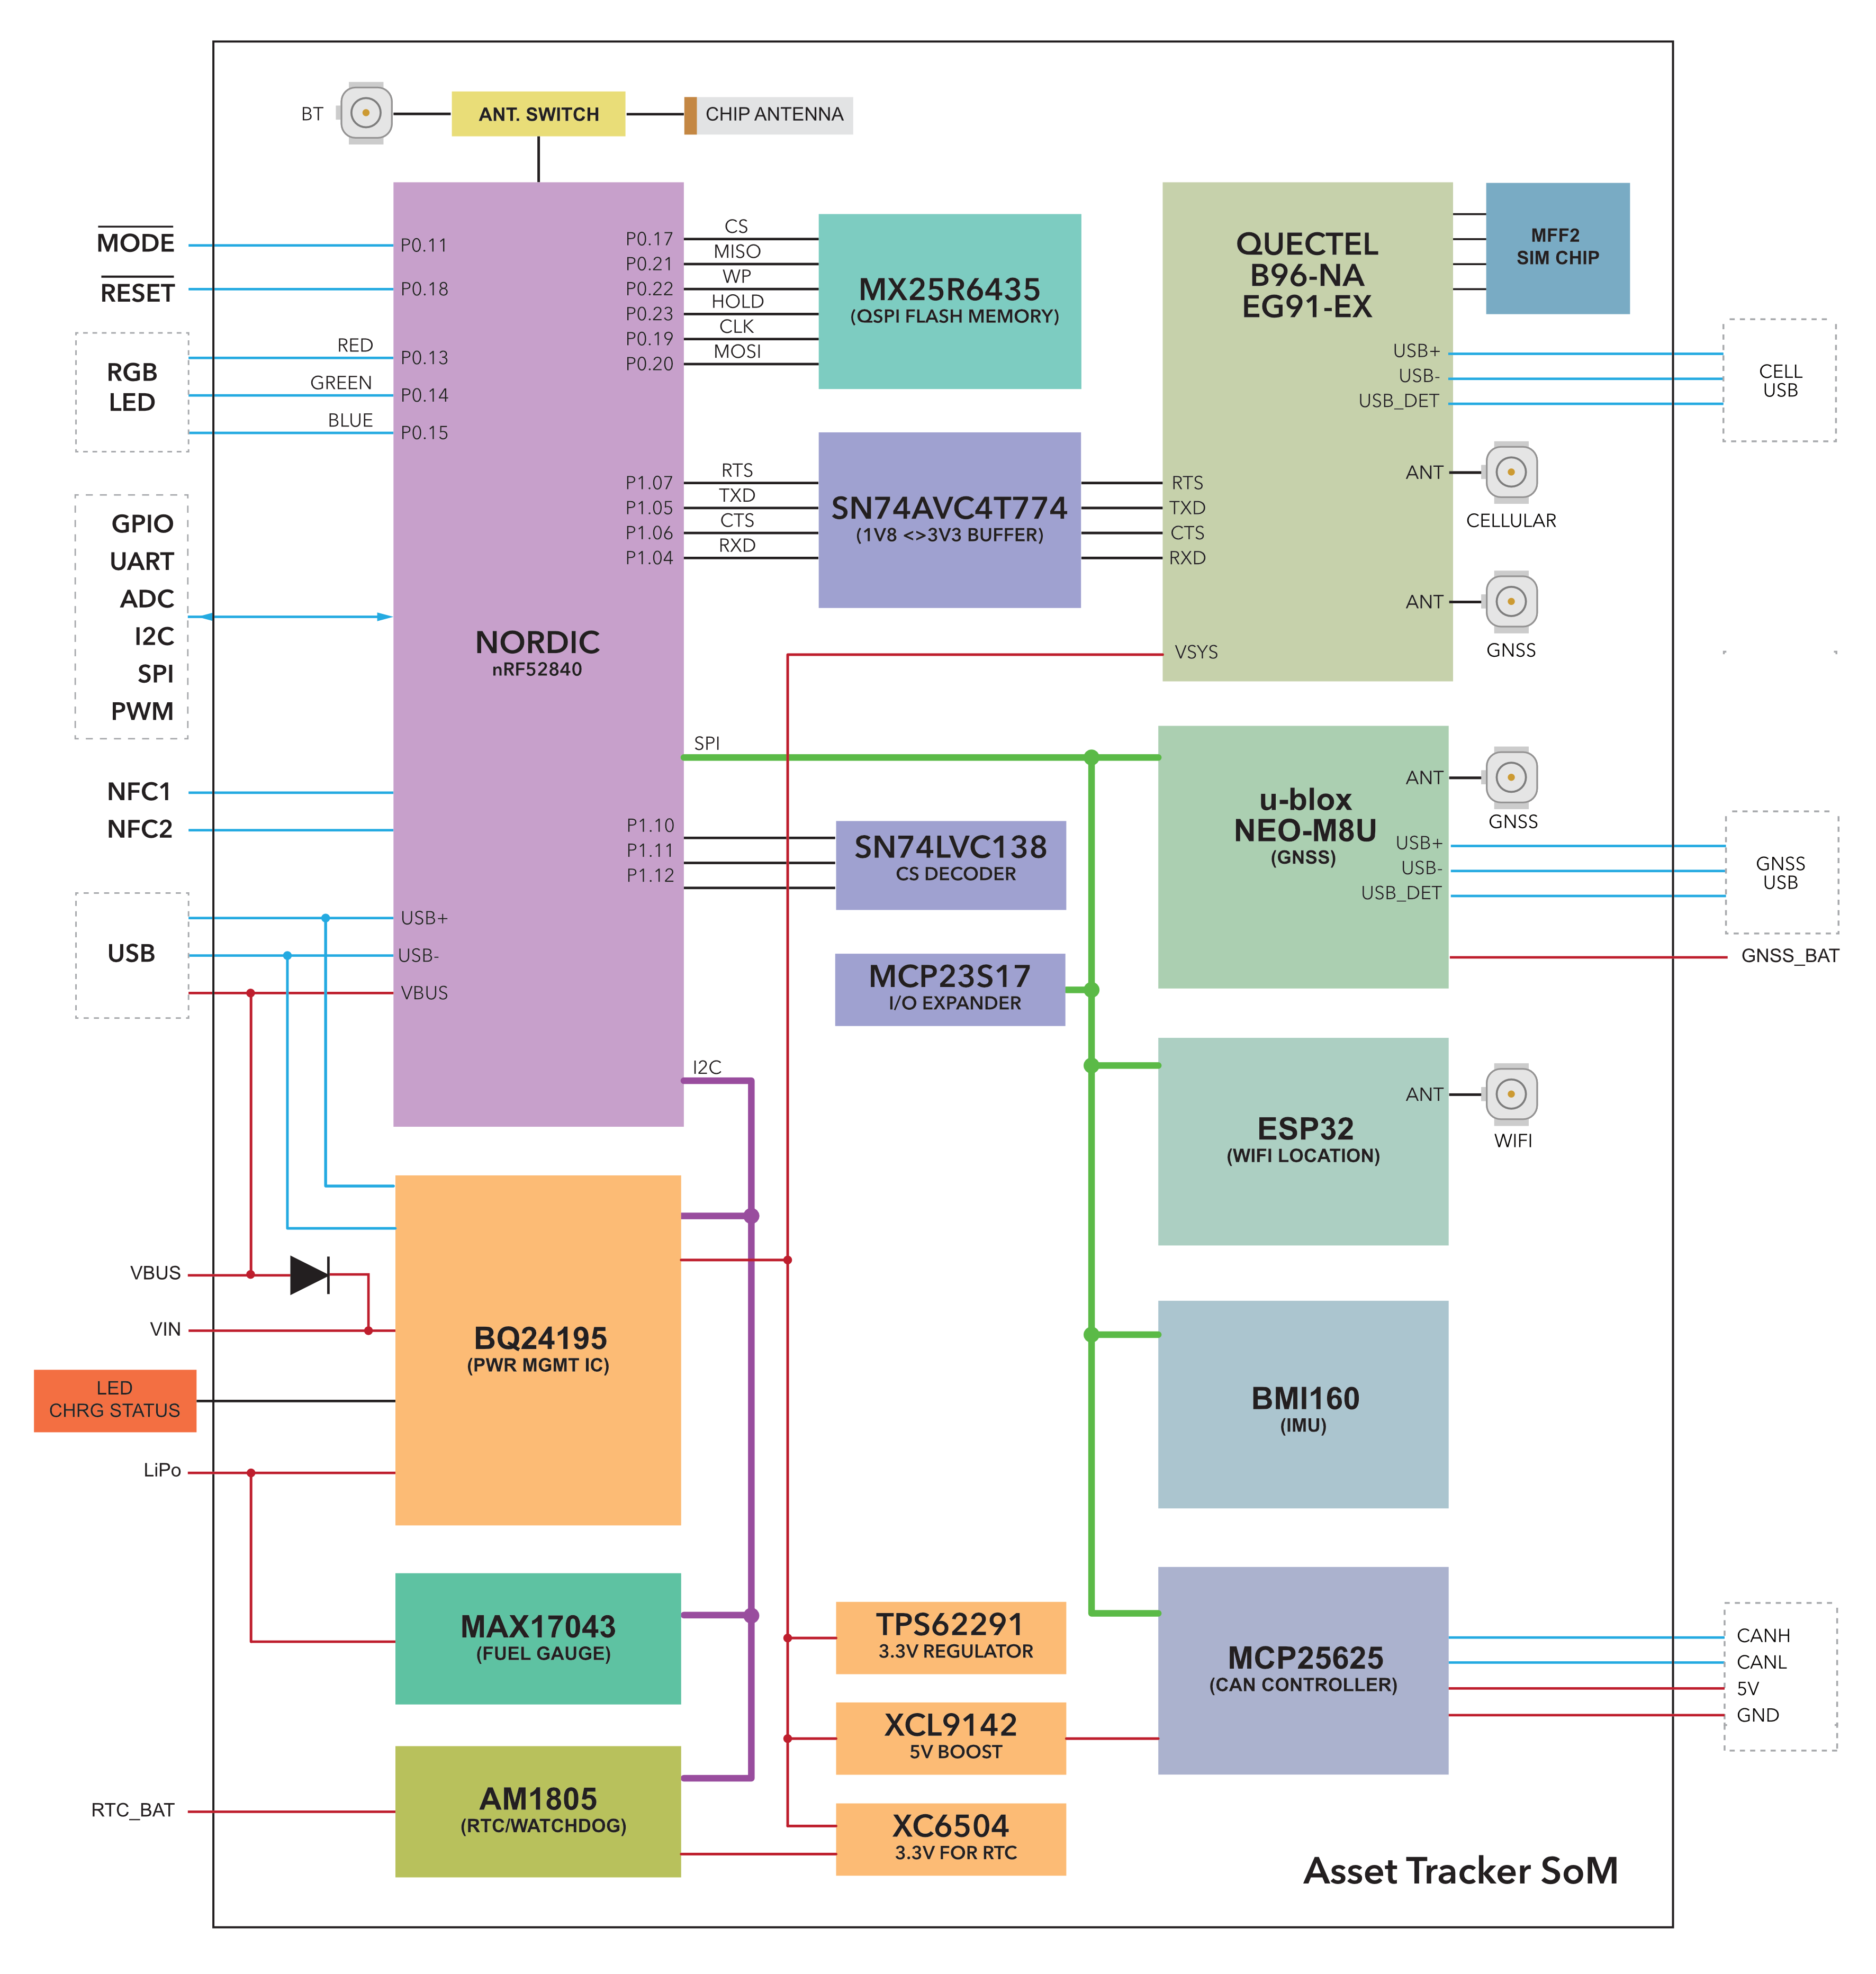 BT
ANT. SWITCH
CHIP ANTENNA
MODE
RESET
RGB
LED
RED
GREEN
BLUE
GPIO
UART
ADC
I2C
SPI
PWM
NFC1
NFC2
USB
P0.11
P0.18
P0.13
P0.14
P0.15
USB+
USB-
VBUS
NORDIC
nRF52840
P0.17
P0.21
P0.22
P0.23
P0.19
P0.20
P1.07
P1.05
P1.06
P1.04
P1.10
P1.11
P1.12
CS
MISO
WP
HOLD
CLK
MOSI
MX25R6435
(QSPI FLASH MEMORY)
RTS
TXD
CTS
RXD
SN74AVC4T774
(1V8 <>3V3 BUFFER)
QUECTEL
B96-NA
EG91-EX
RTS
TXD
CTS
RXD
VSYS
USB+
USB-
USB_DET
ANT
ANT
MFF2
SIM CHIP
CELL
USB
CELLULAR
GNSS
SPI
SN74LVC138
CS DECODER
MCP23S17
I/O EXPANDER
u-blox
NEO-M8U
(GNSS)
ANT
USB+
USB-
USB_DET
GNSS
GNSS
USB
GNSS_BAT
I2C
ESP32
(WIFI LOCATION)
ANT
WIFI
VBUS
VIN
LED
CHRG STATUS
LiPo
BQ24195
(PWR MGMT IC)
BMI160
(IMU)
MAX17043
(FUEL GAUGE)
TPS62291
3.3V REGULATOR
XCL9142
5V BOOST
MCP25625
(CAN CONTROLLER)
CANH
CANL
5V
GND
RTC_BAT
AM1805
(RTC/WATCHDOG)
XC6504
3.3V FOR RTC
Asset Tracker SoM